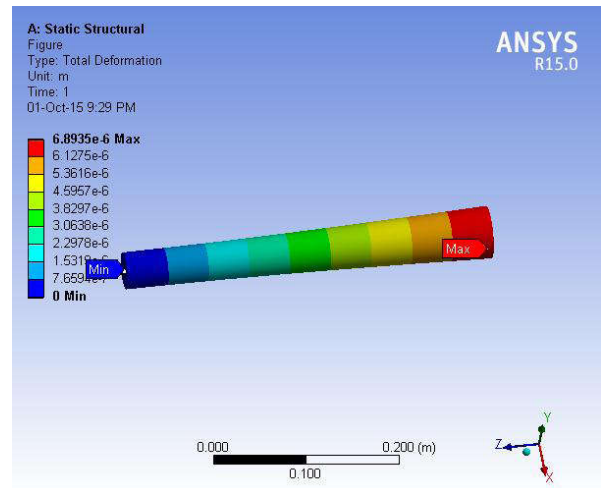 A: Static Structural
Figure
Type: Total Deformation
Unit: m
Time: 1
01-Oct-15 9:29 PM
ANSYS
R15.0
6.8935e-6 Max
6.1275e-6
5.3616e-6
4.5957e-6
3.8297e-6
3.0638e-6
2.2978e-6
0 Min
Min
Max
0.000
0.200 (m)
0.100
Z
Y
X